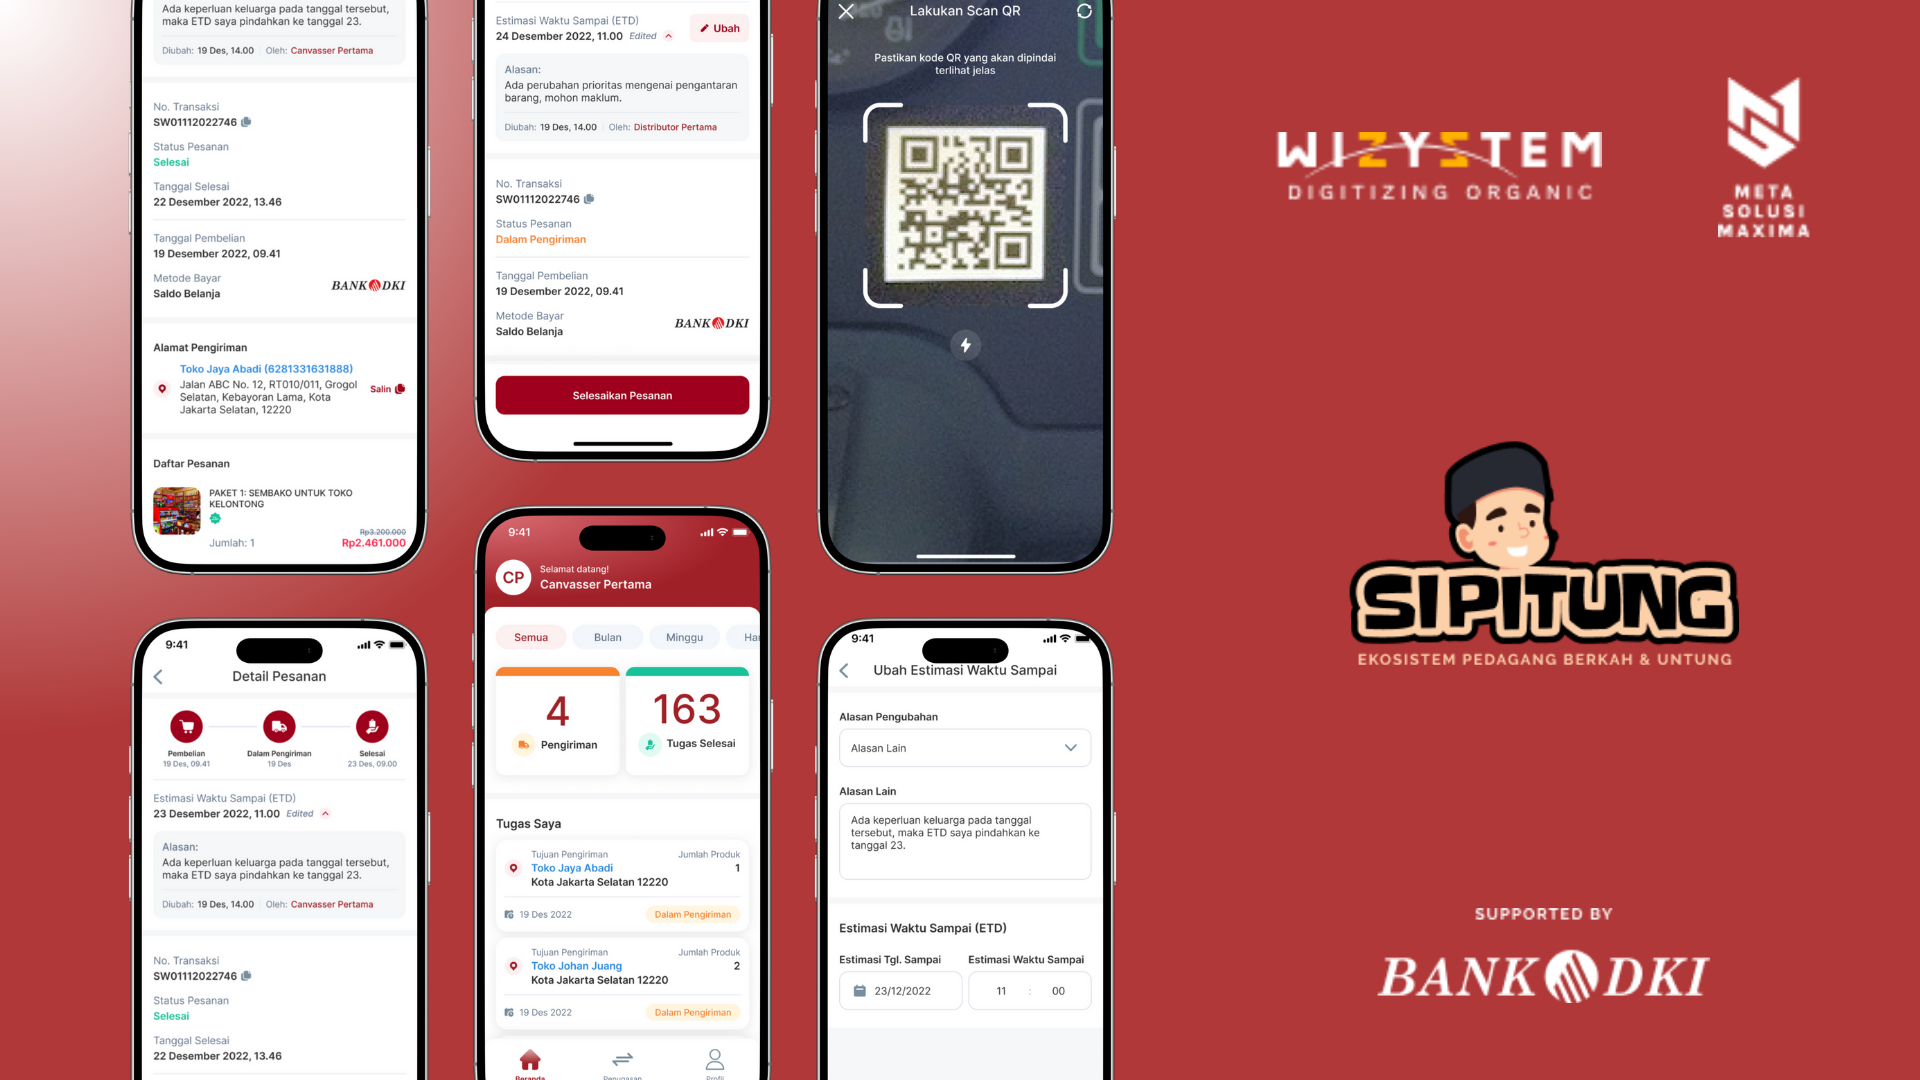 Ada keperluan keluarga pada tanggal tersebut,
maka ETD saya pindahkan ke tanggal 23.
Diubah: 19 Des, 14.00 Oleh: Canvasser Pertama
No. Transaksi
SW01112022746
Status Pesanan
Selesai
Tanggal Selesai
22 Desember 2022, 13.46
Tanggal Pembelian
19 Desember 2022, 09.41
Metode Bayar
Saldo Belanja
BANK DKI
Alamat Pengiriman
Toko Jaya Abadi (6281331631888)
Jalan ABC No. 12, RT010/011, Grogol
Selatan, Kebayoran Lama, Kota
Jakarta Selatan, 12220
Salin
Daftar Pesanan
PAKET 1: SEMBAKO UNTUK TOKO
KELONTONG
Rp3.200.000
Jumlah: 1
Rp2.461.000
9:41
Detail Pesanan
Pembelian
19 Des, 09.41
Dalam Pengiriman
19 Des
Selesai
23 Des, 09.00
Estimasi Waktu Sampai (ETD)
23 Desember 2022, 11.00 Edited
Alasan:
Ada keperluan keluarga pada tanggal tersebut,
maka ETD saya pindahkan ke tanggal 23.
Diubah: 19 Des, 14.00 Oleh: Canvasser Pertama
No. Transaksi
SW01112022746
Status Pesanan
Selesai
Tanggal Selesai
22 Desember 2022, 13.46
Estimasi Waktu Sampai (ETD)
24 Desember 2022, 11.00 Edited
Ubah
Alasan:
Ada perubahan prioritas mengenai pengantaran
barang, mohon maklum.
Diubah: 19 Des, 14.00 Oleh: Distributor Pertama
No. Transaksi
SW01112022746
Status Pesanan
Dalam Pengiriman
Tanggal Pembelian
19 Desember 2022, 09.41
Metode Bayar
Saldo Belanja
BANK DKI
Selesaikan Pesanan
9:41
CP
Selamat datang!
Canvasser Pertama
Semua
Bulan
Minggu
Har
4
Pengiriman
163
Tugas Selesai
Tugas Saya
Tujuan Pengiriman
Jumlah Produk
Toko Jaya Abadi
1
Kota Jakarta Selatan 12220
19 Des 2022
Dalam Pengiriman
Tujuan Pengiriman
Jumlah Produk
Toko Johan Juang
2
Kota Jakarta Selatan 12220
19 Des 2022
Dalam Pengiriman
Beranda
Penugasan
Profil
Lakukan Scan QR
Pastikan kode QR yang akan dipindai
terlihat jelas
9:41
Ubah Estimasi Waktu Sampai
Alasan Pengubahan
Alasan Lain
Alasan Lain
Ada keperluan keluarga pada tanggal
tersebut, maka ETD saya pindahkan ke
tanggal 23.
Estimasi Waktu Sampai (ETD)
Estimasi Tgl. Sampai
Estimasi Waktu Sampai
23/12/2022
11 : 00
WIZYSTEM
DIGITIZING ORGANIC
META
SOLUSI
MAXIMA
SIPITUNG
EKOSISTEM PEDAGANG BERKAH & UNTUNG
SUPPORTED BY
BANK DKI